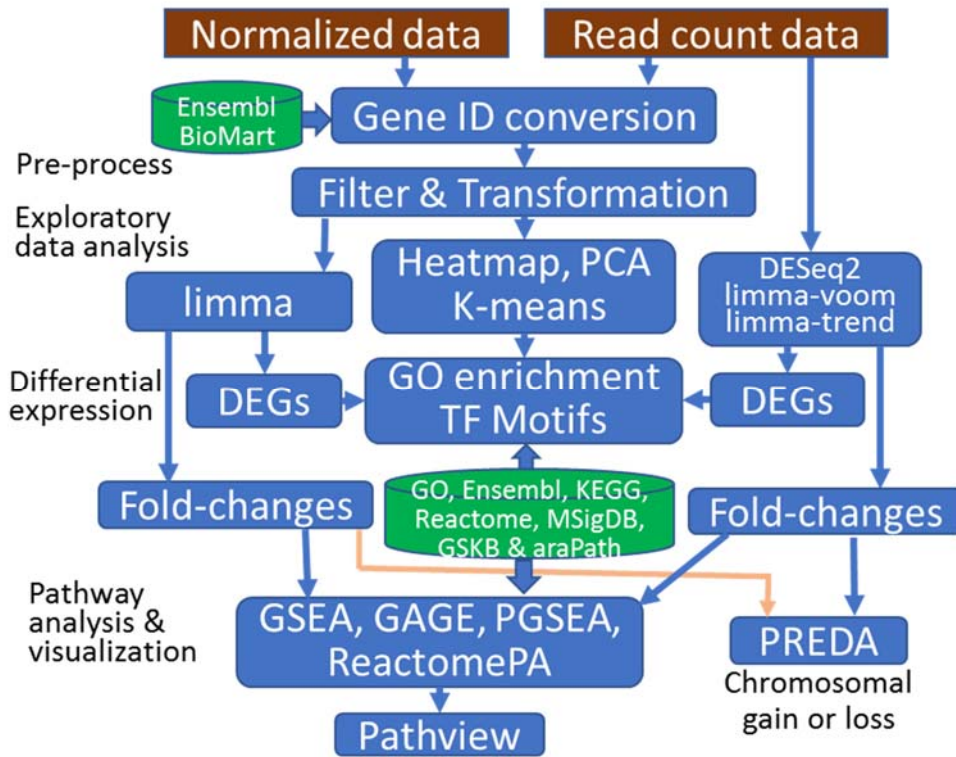 Normalized data
Read count data
Ensembl
BioMart
Gene ID conversion
Pre-process
Filter & Transformation
Exploratory
data analysis
Heatmap, PCA
K-means
limma
DESeq2
limma-voom
limma-trend
Differential
expression
DEGs
GO enrichment
TF Motifs
DEGs
Fold-changes
GO, Ensembl, KEGG,
Reactome, MSigDB,
GSKB & araPath
Fold-changes
Pathway
analysis &
visualization
GSEA, GAGE, PGSEA,
ReactomePA
PREDA
Chromosomal
gain or loss
Pathview